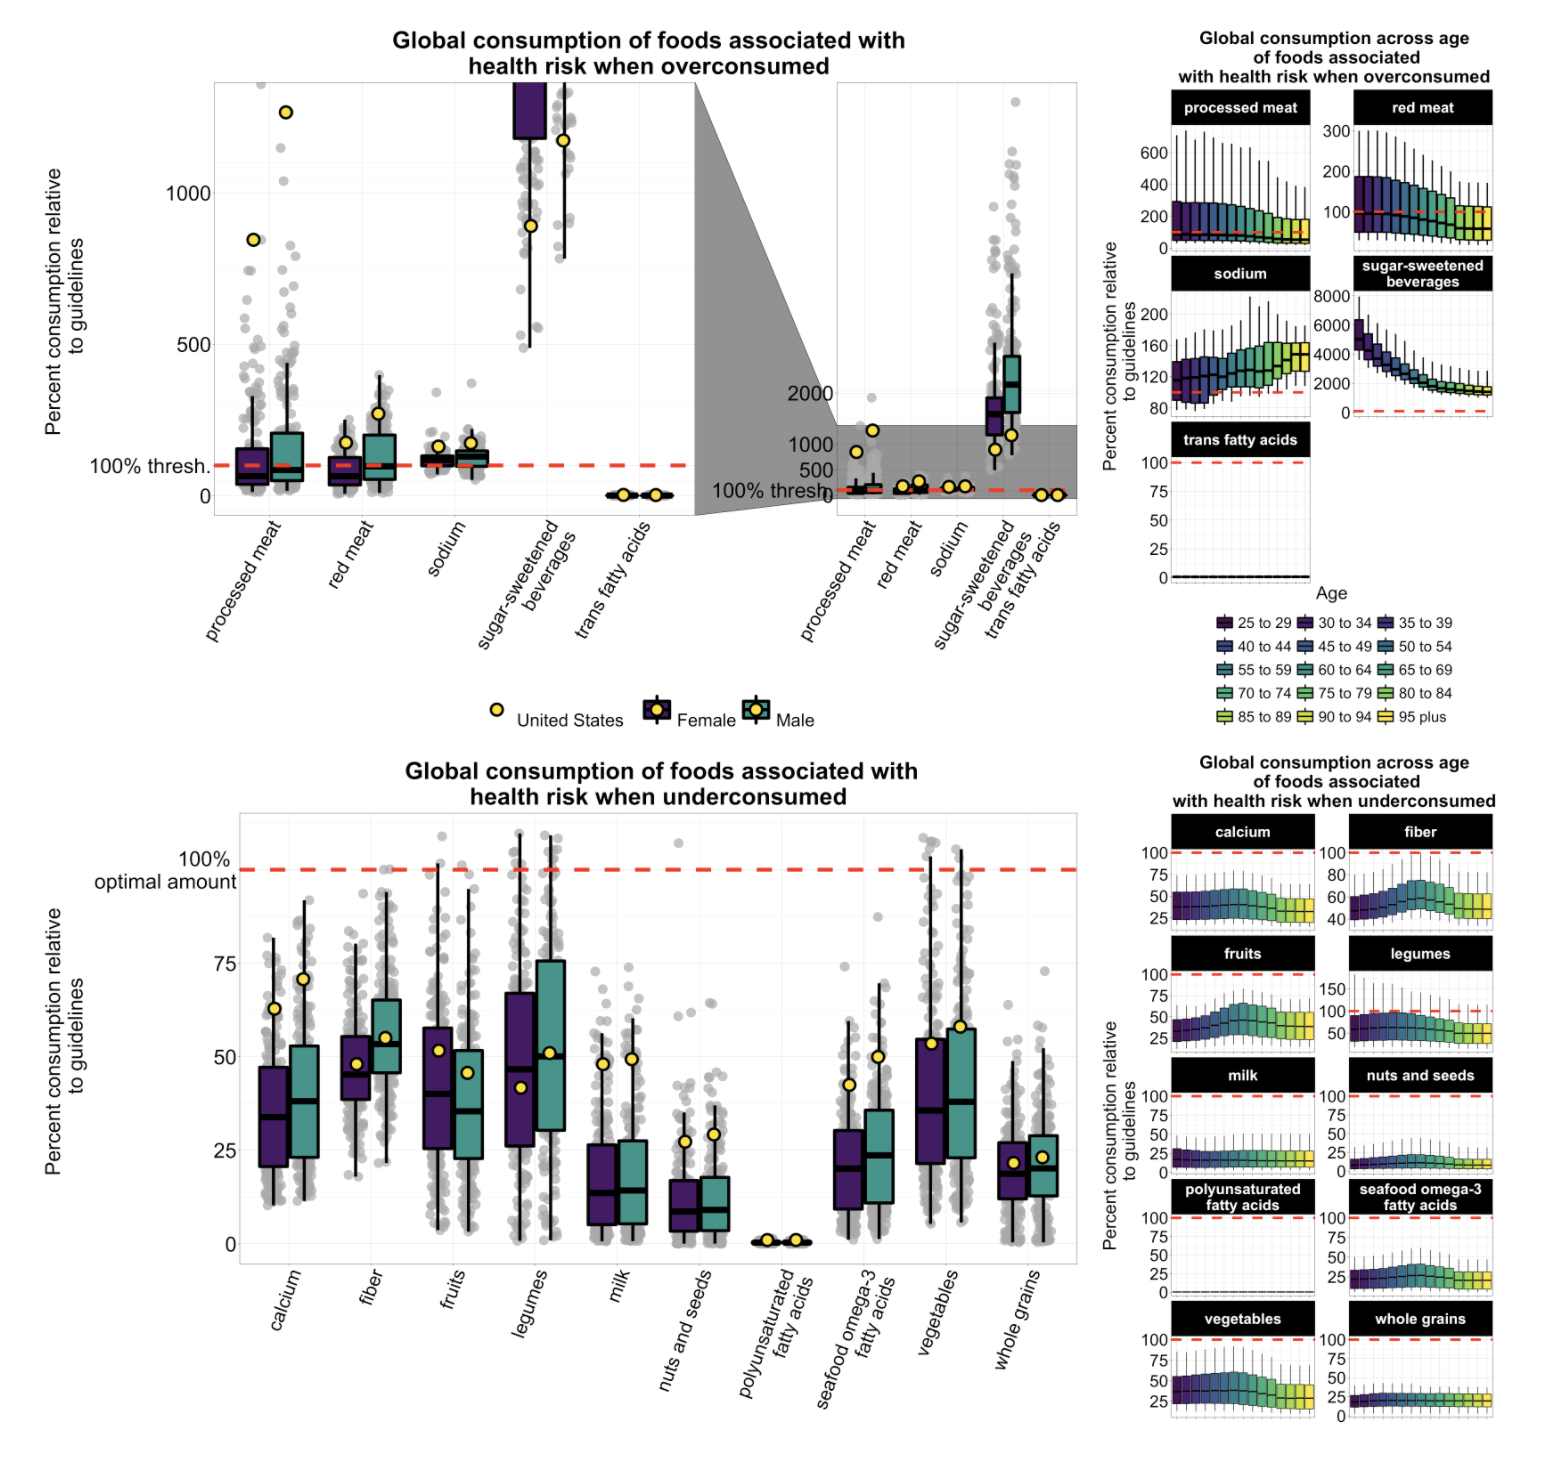 Global consumption of foods associated with
health risk when overconsumed
Percent consumption relative
to guidelines
1000
500
100% thresh.
0
processed meat
red meat
sodium
sugar-sweetened
beverages
trans fatty acids
2000
1000
500
100% thresh.
0
processed meat
red meat
sodium
sugar-sweetened
beverages
trans fatty acids
United States
Female
Male
Global consumption across age
of foods associated
with health risk when overconsumed
Percent consumption relative
to guidelines
processed meat
600
400
200
0
red meat
300
200
100
sodium
200
160
120
80
sugar-sweetened
beverages
8000
6000
4000
2000
0
trans fatty acids
100
75
50
25
0
Age
25 to 29 30 to 34 35 to 39
40 to 44 45 to 49 50 to 54
55 to 59 60 to 64 65 to 69
70 to 74 75 to 79 80 to 84
85 to 89 90 to 94 95 plus
Global consumption of foods associated with
health risk when underconsumed
Percent consumption relative
to guidelines
100%
optimal amount
75
50
25
0
calcium
fiber
fruits
legumes
milk
nuts and seeds
polyunsaturated
fatty acids
seafood omega-3
fatty acids
vegetables
whole grains
Global consumption across age
of foods associated
with health risk when underconsumed
Percent consumption relative
to guidelines
calcium
100
75
50
25
fiber
100
80
60
40
fruits
100
75
50
25
legumes
150
100
50
milk
100
75
50
25
0
nuts and seeds
100
75
50
25
0
polyunsaturated
fatty acids
100
75
50
25
0
seafood omega-3
fatty acids
100
75
50
25
vegetables
100
75
50
25
whole grains
100
75
50
25
0